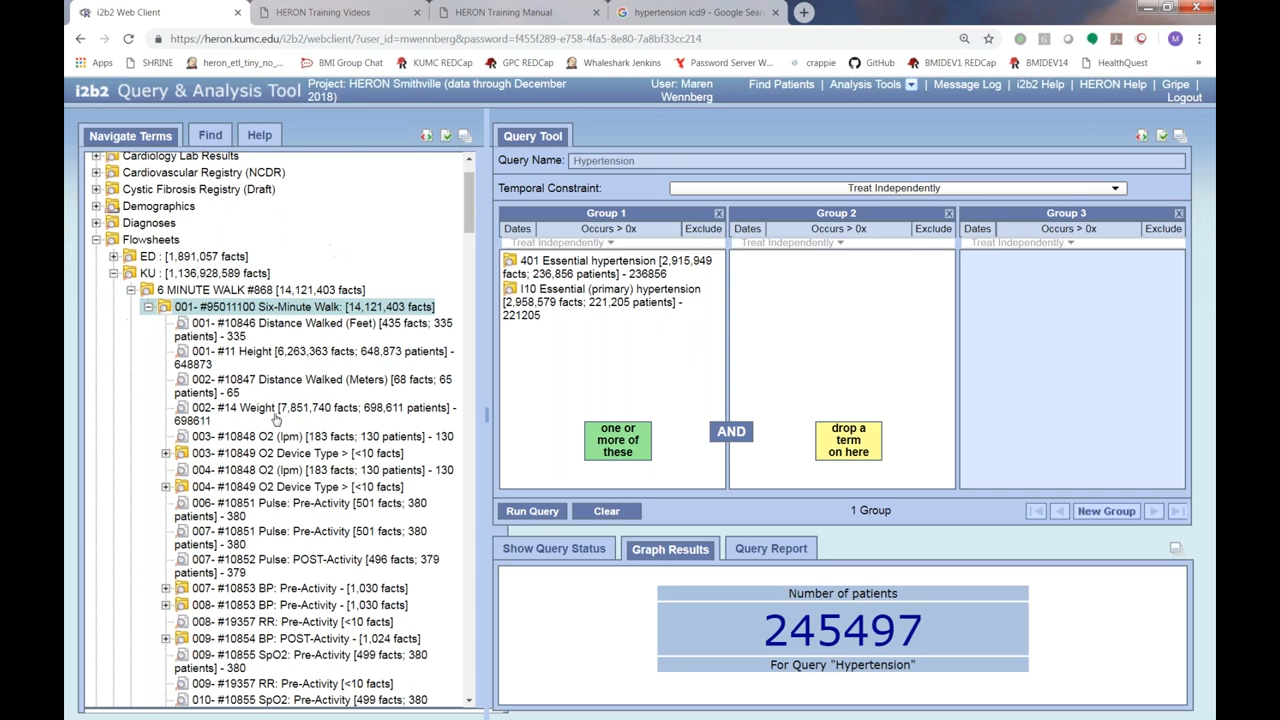 i2b2 Web Client
HERON Training Videos
HERON Training Manual
hypertension icd9 - Google Sear
https://heron.kumc.edu/i2b2/webclient/?user_id=mwennberg&password=f455f289-e758-4fa5-8e80-7a8bf33cc214
M
Apps
SHRINE
heron_etl_tiny_no_...
BMI Group Chat
KUMC REDCap
GPC REDCap
Whaleshark Jenkins
Password Server W...
crappie
GitHub
BMIDEV1 REDCap
BMIDEV14
HealthQuest
»
i2b2 Query & Analysis Tool
Project: HERON Smithville (data through December
2018)
User: Maren
Wennberg
Find Patients
Analysis Tools
Message Log
i2b2 Help
HERON Help
Gripe
Logout
Navigate Terms
Find
Help
Cardiology Lab Results
Cardiovascular Registry (NCDR)
Cystic Fibrosis Registry (Draft)
Demographics
Diagnoses
Flowsheets
ED : [1,891,057 facts]
KU : [1,136,928,589 facts]
6 MINUTE WALK #868 [14,121,403 facts]
001- #95011100 Six-Minute Walk: [14,121,403 facts]
001- #10846 Distance Walked (Feet) [435 facts; 335
patients] - 335
001- #11 Height [6,263,363 facts; 648,873 patients] -
648873
002- #10847 Distance Walked (Meters) [68 facts; 65
patients] - 65
002- #14 Weight [7,851,740 facts; 698,611 patients] -
698611
003- #10848 O2 (lpm) [183 facts; 130 patients] - 130
003- #10849 O2 Device Type > [<10 facts]
004- #10848 O2 (lpm) [183 facts; 130 patients] - 130
004- #10849 O2 Device Type > [<10 facts]
006- #10851 Pulse: Pre-Activity [501 facts; 380
patients] - 380
007- #10851 Pulse: Pre-Activity [501 facts; 380
patients] - 380
007- #10852 Pulse: POST-Activity [496 facts; 379
patients] - 379
007- #10853 BP: Pre-Activity - [1,030 facts]
008- #10853 BP: Pre-Activity - [1,030 facts]
008- #19357 RR: Pre-Activity [<10 facts]
009- #10854 BP: POST-Activity - [1,024 facts]
009- #10855 SpO2: Pre-Activity [499 facts; 380
patients] - 380
009- #19357 RR: Pre-Activity [<10 facts]
010- #10855 SpO2: Pre-Activity [499 facts; 380
Query Tool
Query Name:
Hypertension
Temporal Constraint:
Treat Independently
Group 1
Group 2
Group 3
Dates
Occurs > 0x
Exclude
Dates
Occurs > 0x
Exclude
Dates
Occurs > 0x
Exclude
Treat Independently
Treat Independently
Treat Independently
401 Essential hypertension [2,915,949
facts; 236,856 patients] - 236856
I10 Essential (primary) hypertension
[2,958,579 facts; 221,205 patients] -
221205
one or
more of
these
AND
drop a
term
on here
Run Query
Clear
1 Group
New Group
Show Query Status
Graph Results
Query Report
Number of patients
245497
For Query "Hypertension"